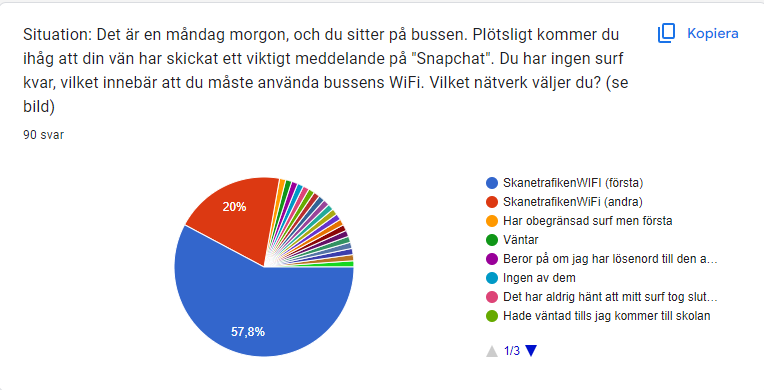 Situation: Det är en måndag morgon, och du sitter på bussen. Plötsligt kommer du
ihåg att din vän har skickat ett viktigt meddelande på "Snapchat". Du har ingen surf
kvar, vilket innebär att du måste använda bussens WiFi. Vilket nätverk väljer du? (se
bild)
Kopiera
90 svar
20%
57,8%
SkanetrafikenWIFI (första)
SkanetrafikenWiFi (andra)
Har obegränsad surf men första
Väntar
Beror på om jag har lösenord till den a…
Ingen av dem
Det har aldrig hänt att mitt surf tog slut…
Hade väntad tills jag kommer till skolan
1/3